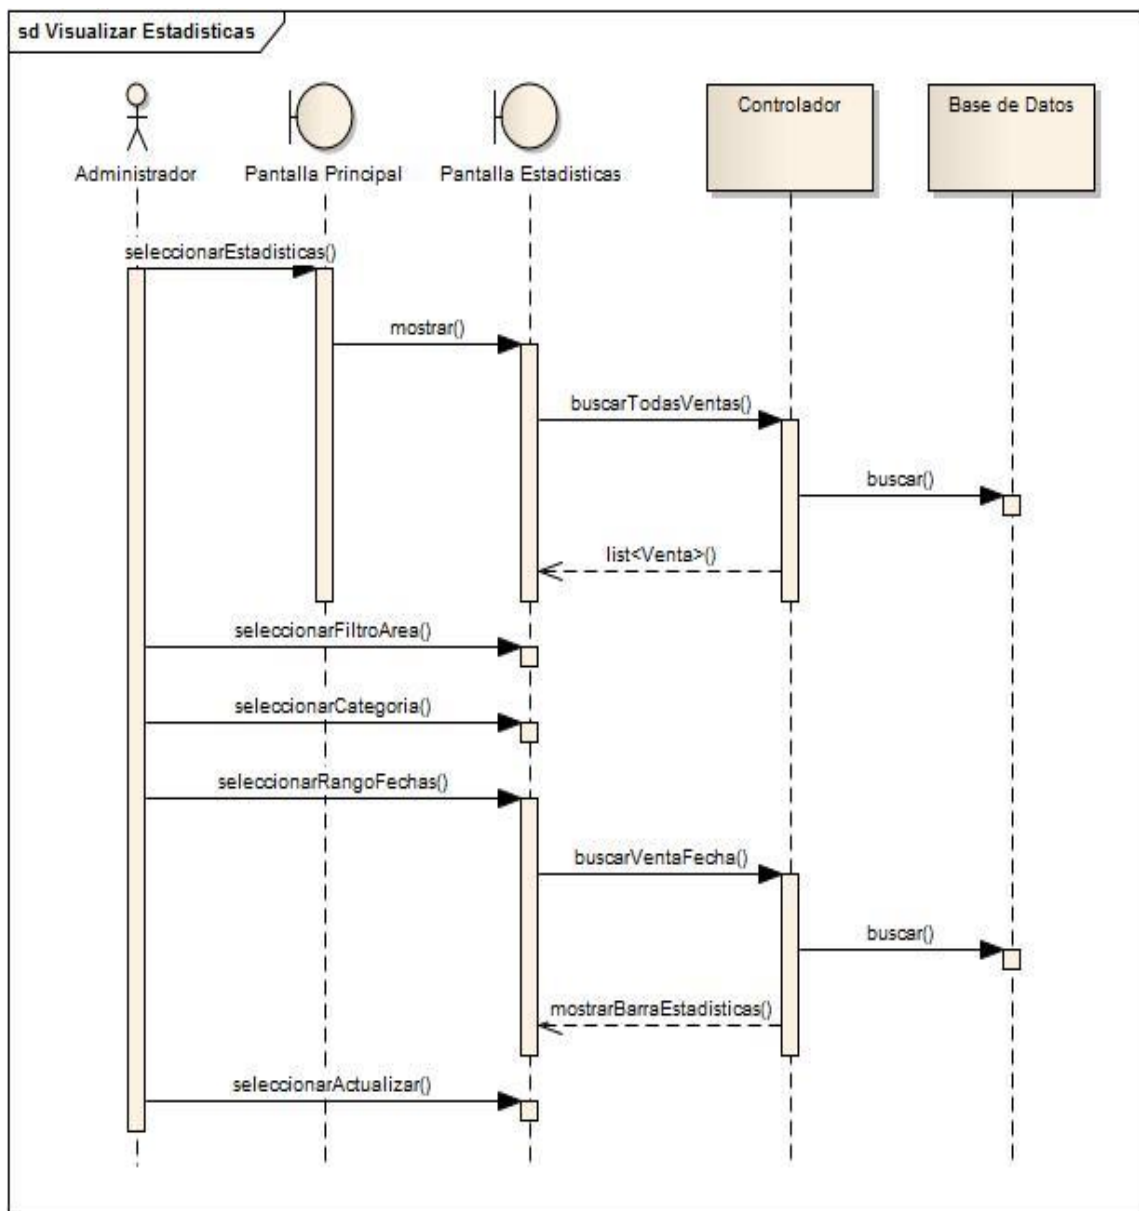 sd Visualizar Estadisticas
Administrador
Pantalla Principal
Pantalla Estadisticas
Controlador
Base de Datos
seleccionarEstadisticas()
mostrar()
buscarTodasVentas()
buscar()
list<Venta>()
seleccionarFiltroArea()
seleccionarCategoria()
seleccionarRangoFechas()
buscarVentaFecha()
buscar()
mostrarBarraEstadisticas()
seleccionarActualizar()